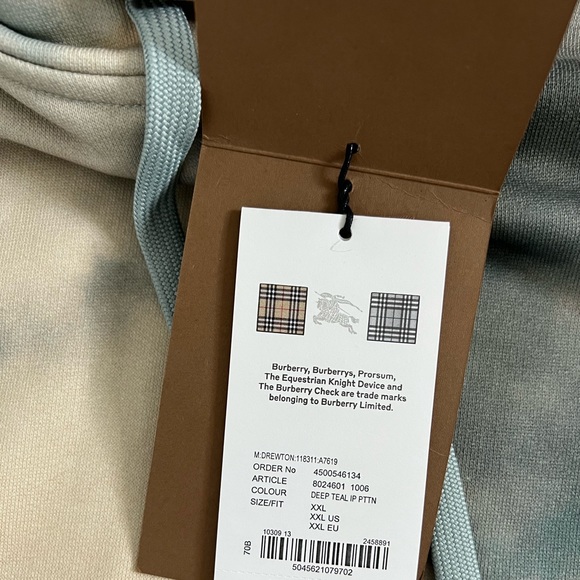 Burberry, Burberrys, Prorsum,
The Equestrian Knight Device and
The Burberry Check are trade marks
belonging to Burberry Limited.
M:DREWTON:118311:A7619
ORDER No 4500546134
ARTICLE 8024601 1006
COLOUR DEEP TEAL IP PTTN
SIZE/FIT XXL
XXL US
XXL EU
10309 13 2458891
70B
5045621079702